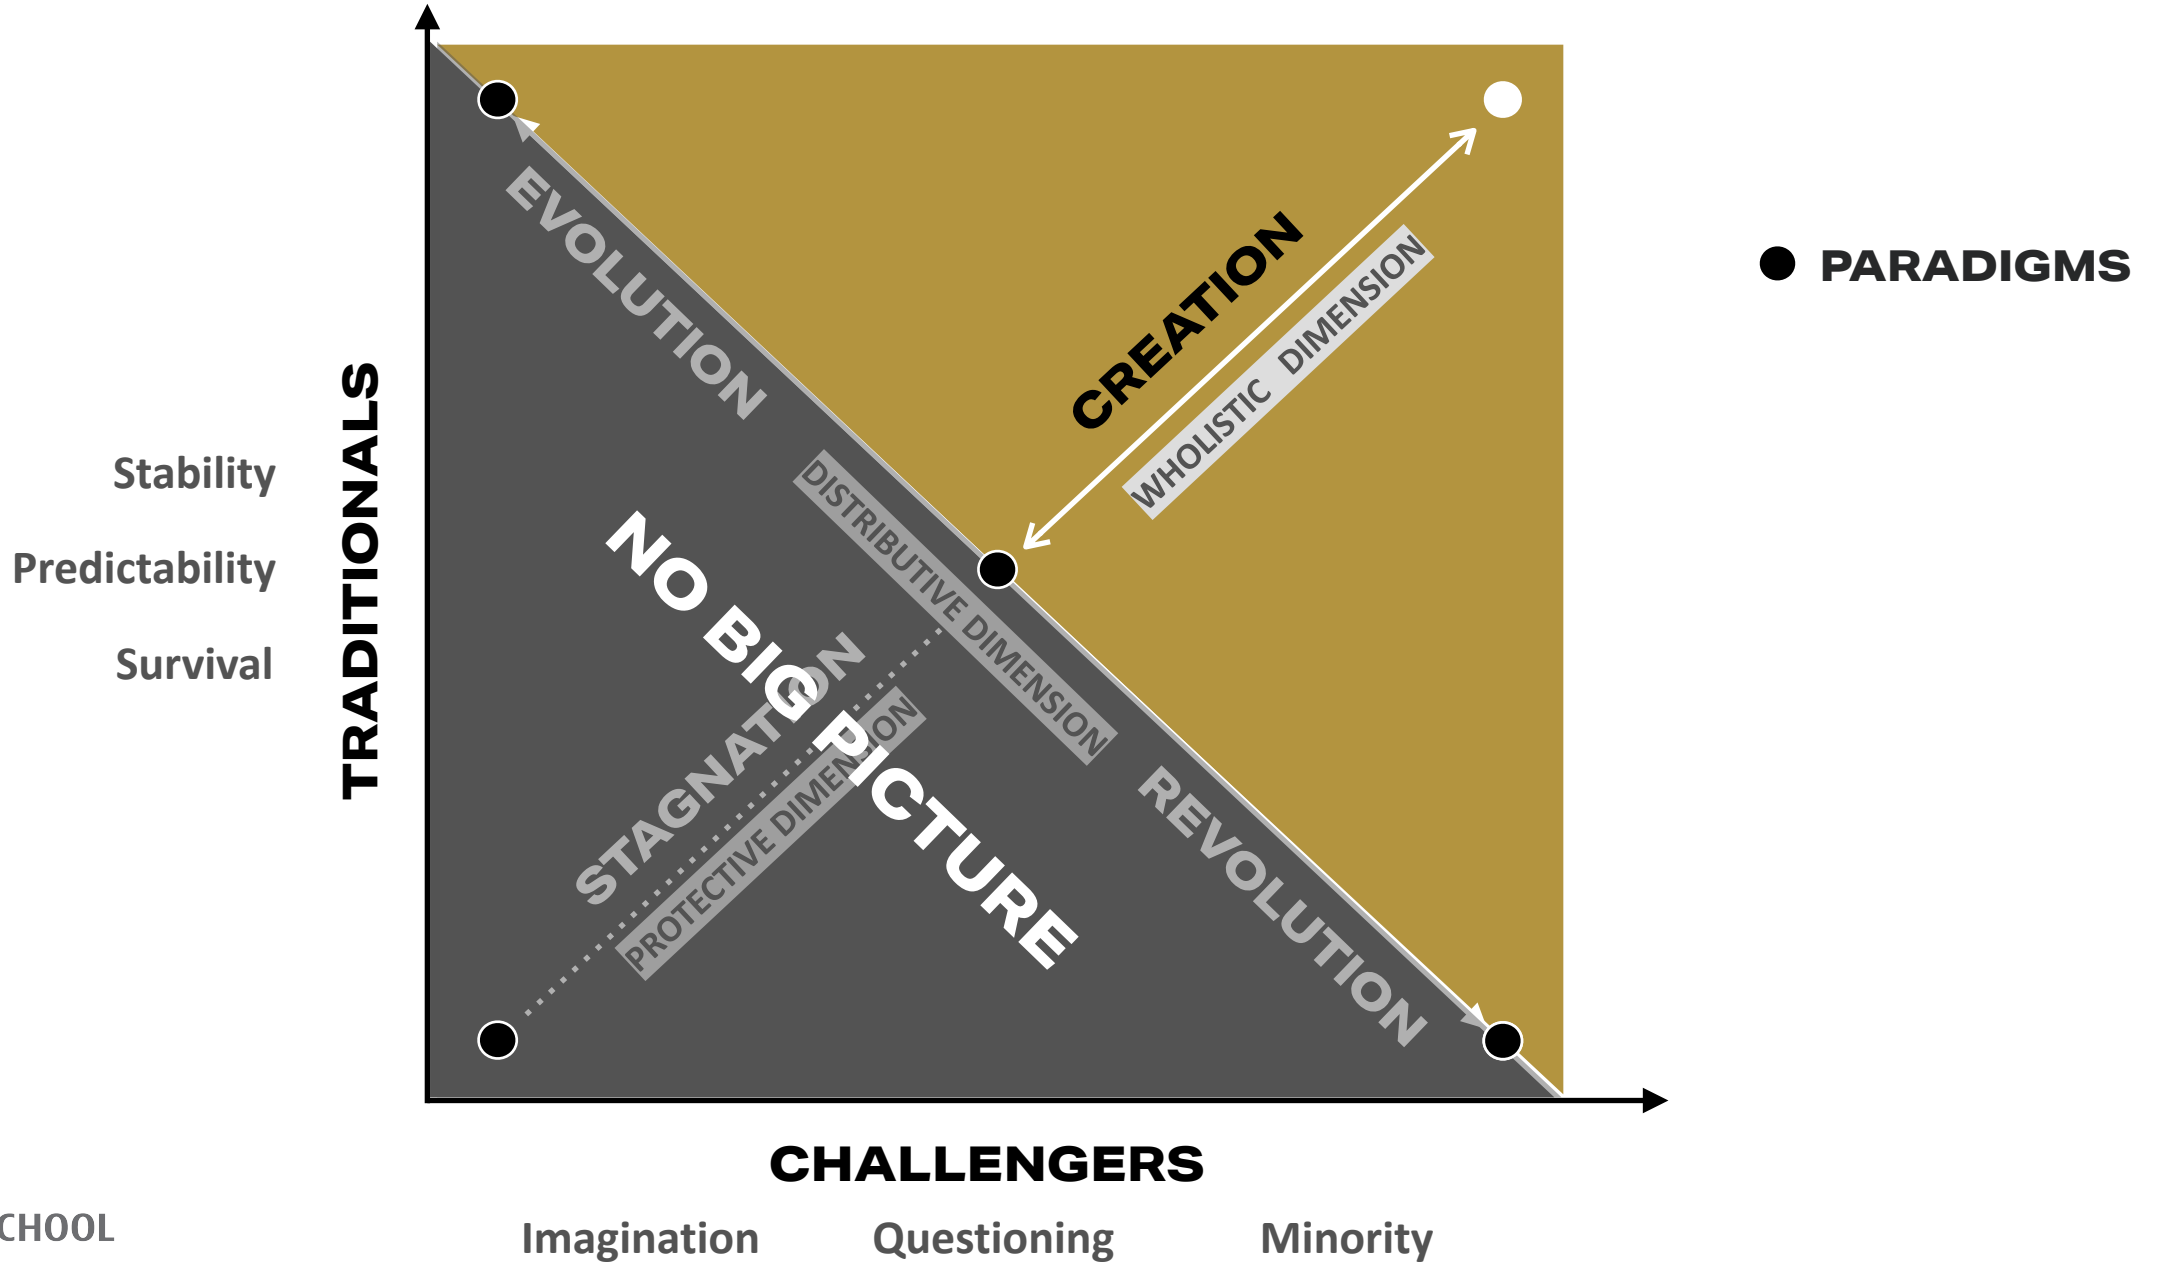 EVOLUTION
CREATION
WHOLISTIC DIMENSION
PARADIGMS
TRADITIONALS
Stability
Predictability
Survival
DISTRIBUTIVE DIMENSION
NO BIG PICTURE
STAGNATION
PROTECTIVE DIMENSION
REVOLUTION
CHALLENGERS
Imagination Questioning Minority
CHOOL